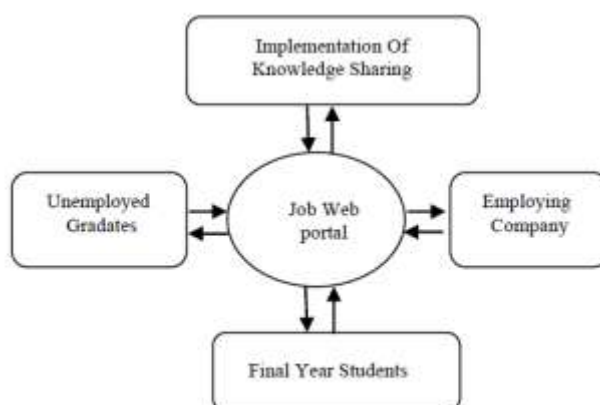 Implementation Of
Knowledge Sharing
Unemployed
Gradates
Job Web
portal
Employing
Company
Final Year Students